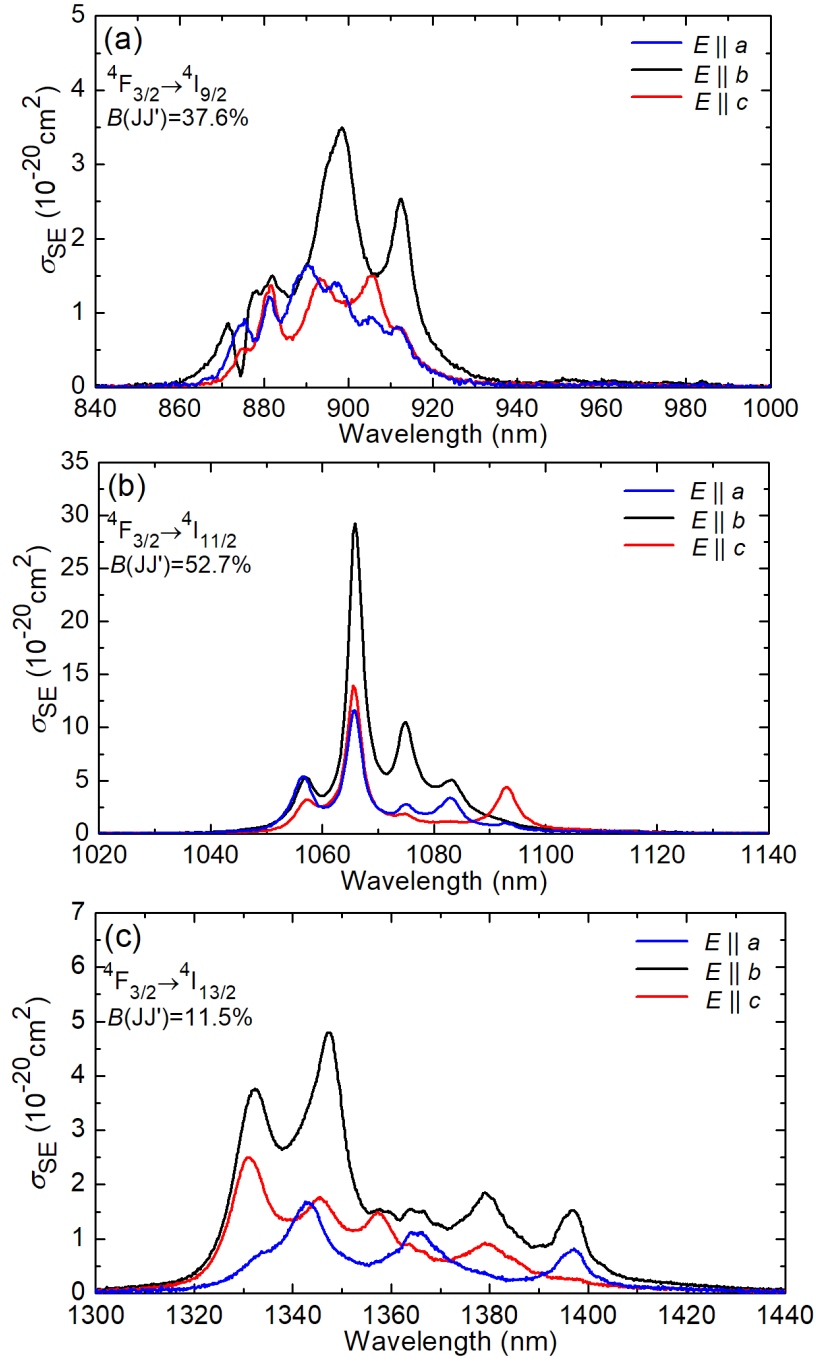 (a)
⁴F₃/₂→⁴I₉/₂
B(JJ')=37.6%
E || a
E || b
E || c
σSE (10⁻²⁰cm²)
5
4
3
2
1
0
840 860 880 900 920 940 960 980 1000
Wavelength (nm)
(b)
⁴F₃/₂→⁴I₁₁/₂
B(JJ')=52.7%
E || a
E || b
E || c
σSE (10⁻²⁰cm²)
35
30
25
20
15
10
5
0
1020 1040 1060 1080 1100 1120 1140
Wavelength (nm)
(c)
⁴F₃/₂→⁴I₁₃/₂
B(JJ')=11.5%
E || a
E || b
E || c
σSE (10⁻²⁰cm²)
7
6
5
4
3
2
1
0
1300 1320 1340 1360 1380 1400 1420 1440
Wavelength (nm)